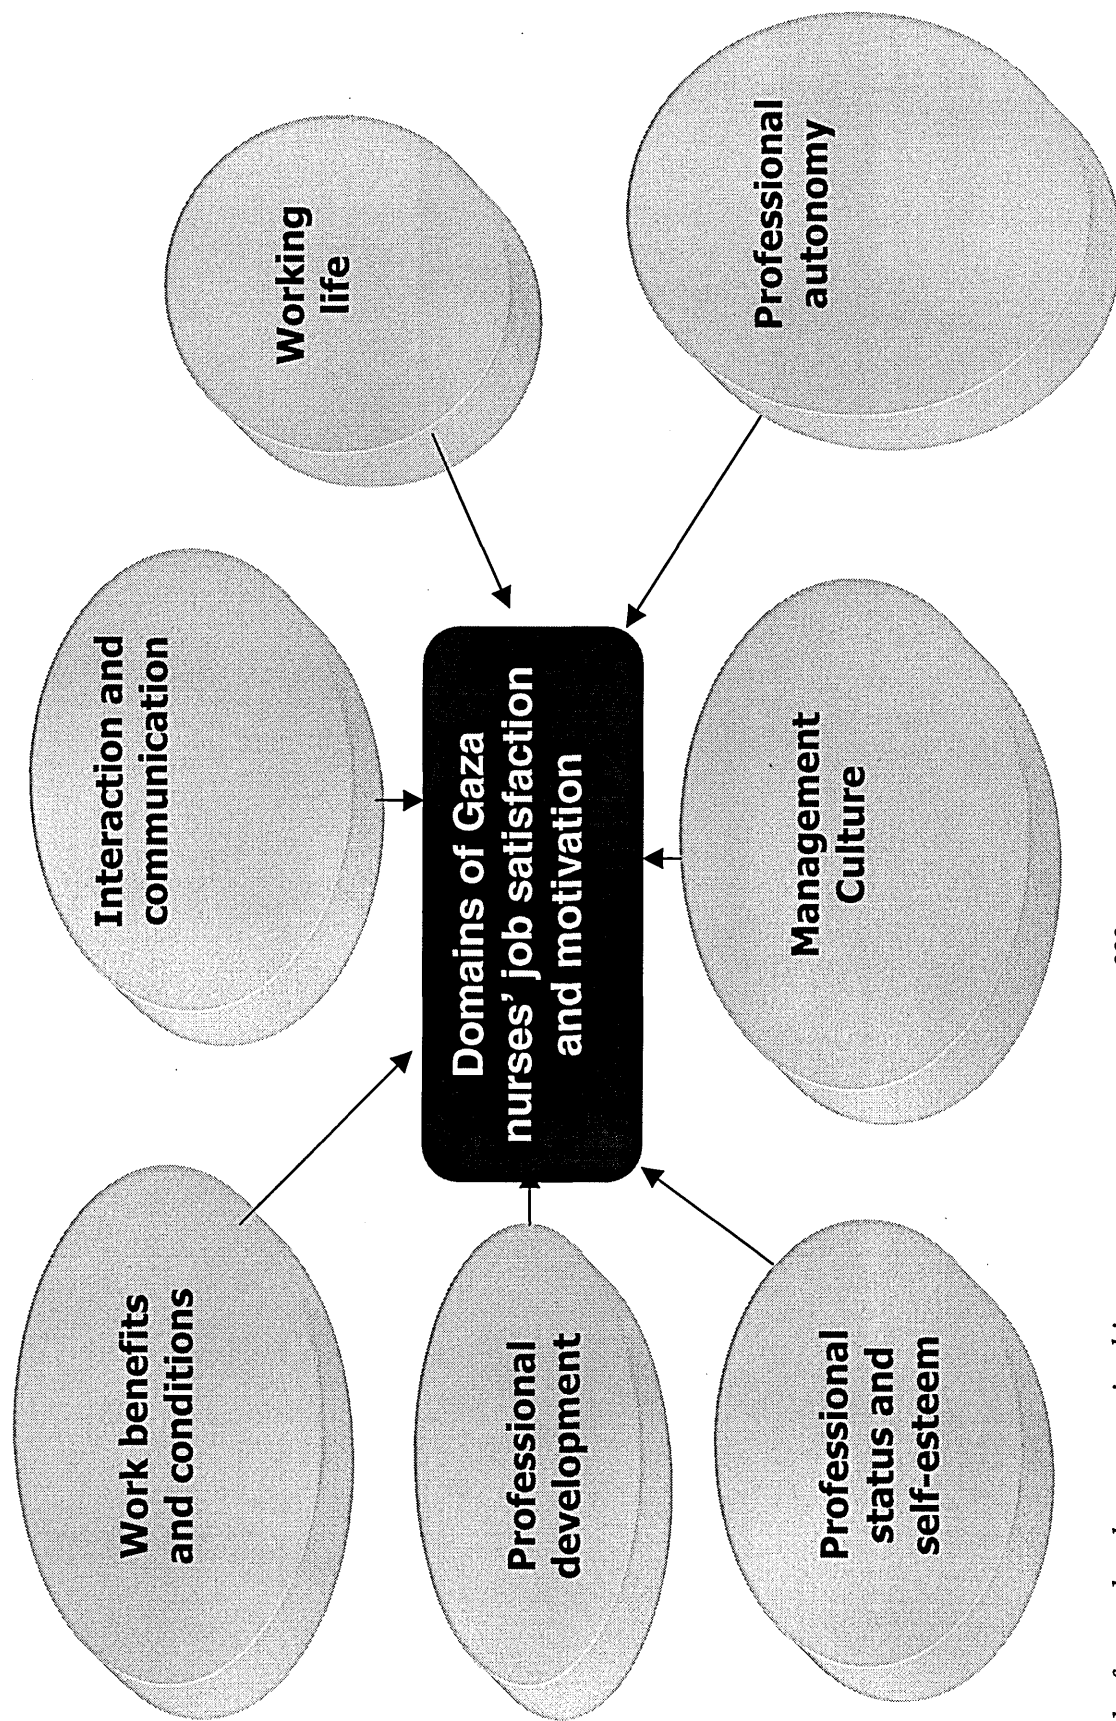 Work benefits
and conditions
Interaction and
communication
Working
life
Professional
development
Domains of Gaza
nurses’ job satisfaction
and motivation
Professional
status and
self-esteem
Management
Culture
Professional
autonomy